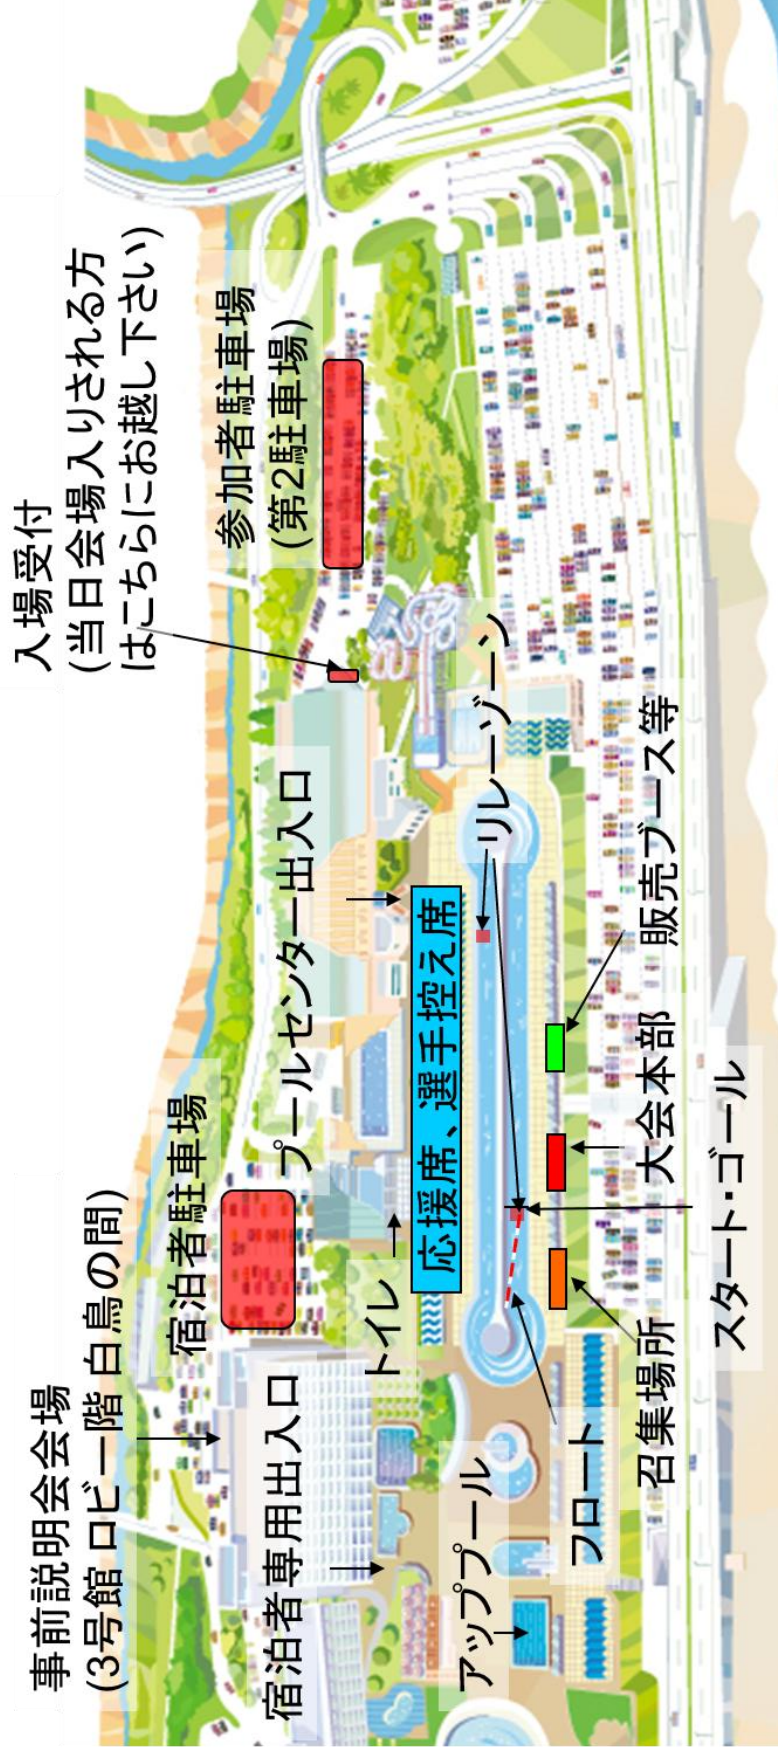 事前説明会会場
(3号館 ロビー階 白鳥の間)
入場受付
(当日会場入りされる方
はこちらにお越し下さい)
宿泊者駐車場
参加者駐車場
(第2駐車場)
宿泊者専用出入口
プールセンター出入口
トイレ
応援席、選手控え席
アッププール
リレーゾーン
フロート
召集場所
大会本部
販売ブース等
スタート・ゴール